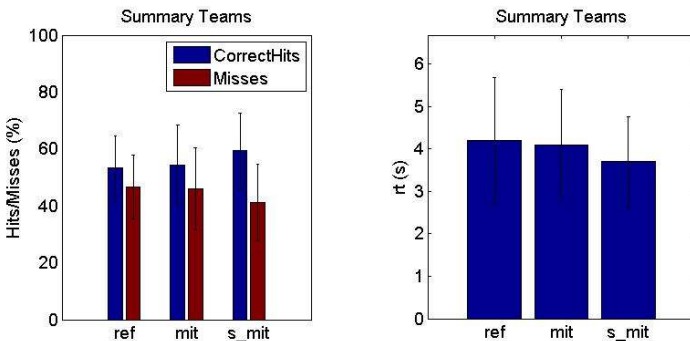 Summary Teams
100
80
60
40
20
0
Hits/Misses (%)
CorrectHits
Misses
ref mit s_mit
Summary Teams
6
5
4
3
2
1
0
rt (s)
ref mit s_mit